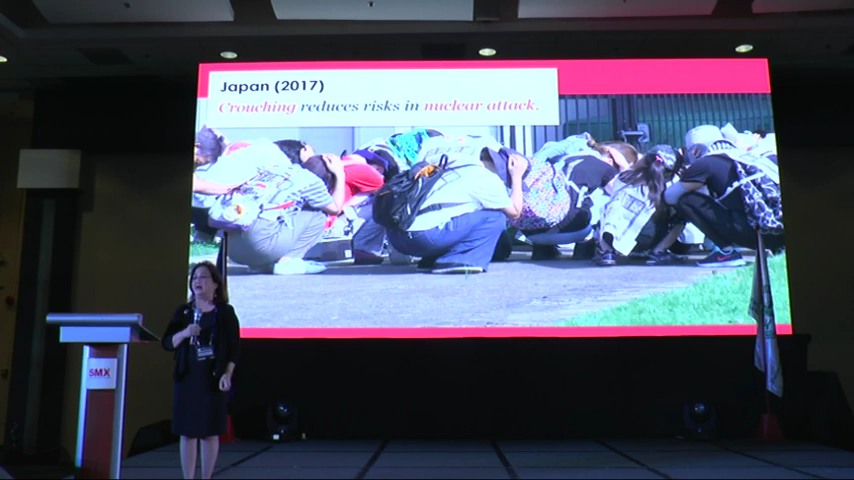 Japan (2017)
Crouching reduces risks in nuclear attack.
SMX